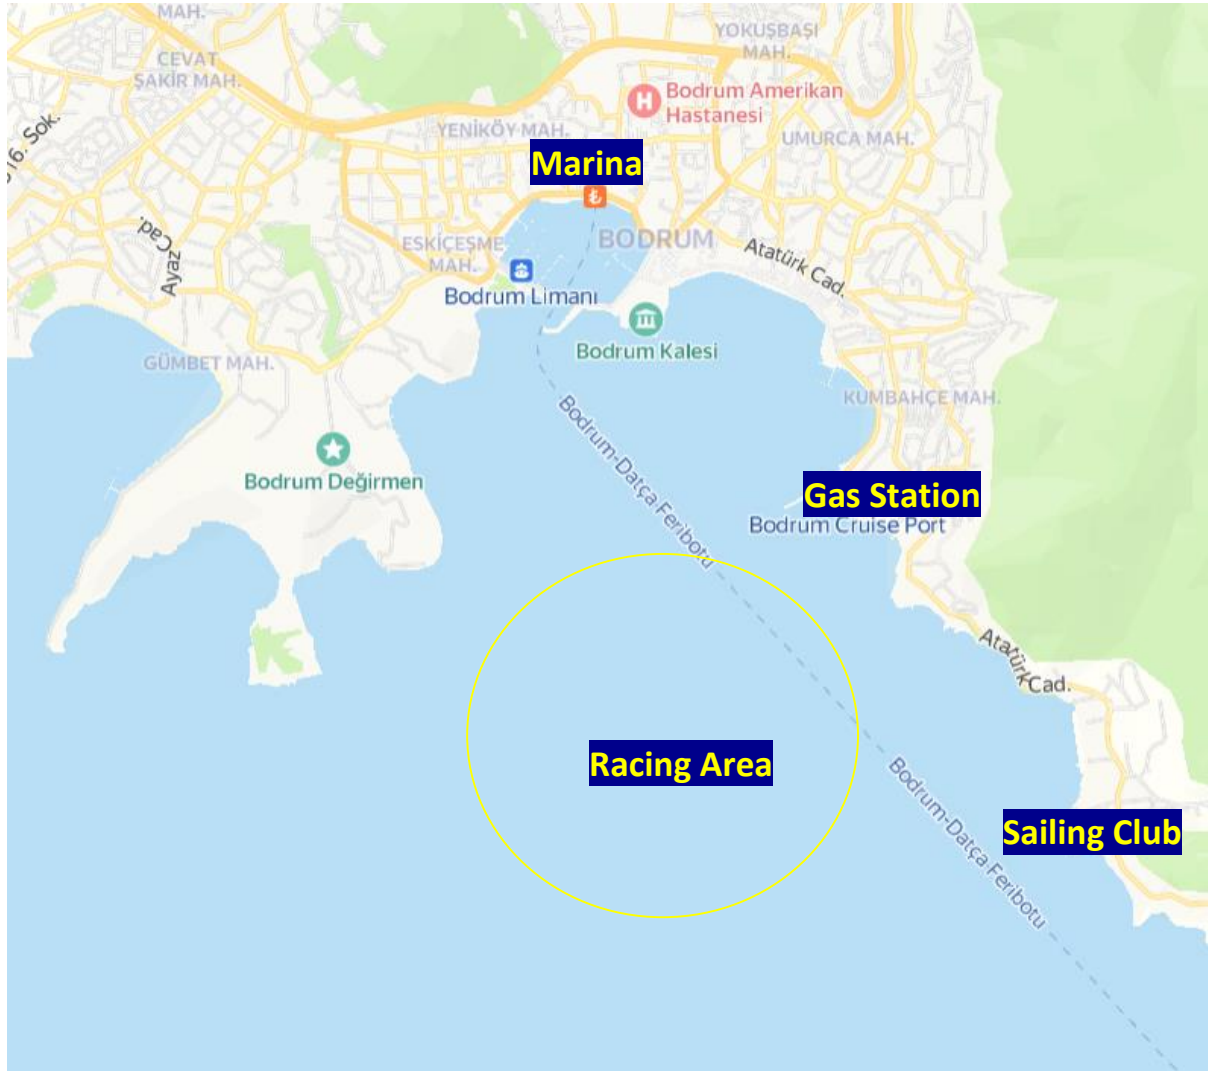 MAH.
CEVAT
ŞAKİR MAH.
YOKUŞBAŞI
MAH.
H
Bodrum Amerikan
Hastanesi
YENİKÖY MAH.
UMURCA MAH.
316. Sok.
Marina
₺
Ayaz Cad.
ESKİÇEŞME
MAH.
BODRUM
Atatürk Cad.
Bodrum Limanı
Bodrum Kalesi
GÜMBET MAH.
KUMBAHÇE MAH.
Bodrum-Datça Feribotu
Bodrum Değirmen
Gas Station
Bodrum Cruise Port
Atatürk Cad.
Racing Area
Bodrum-Datça Feribotu
Sailing Club